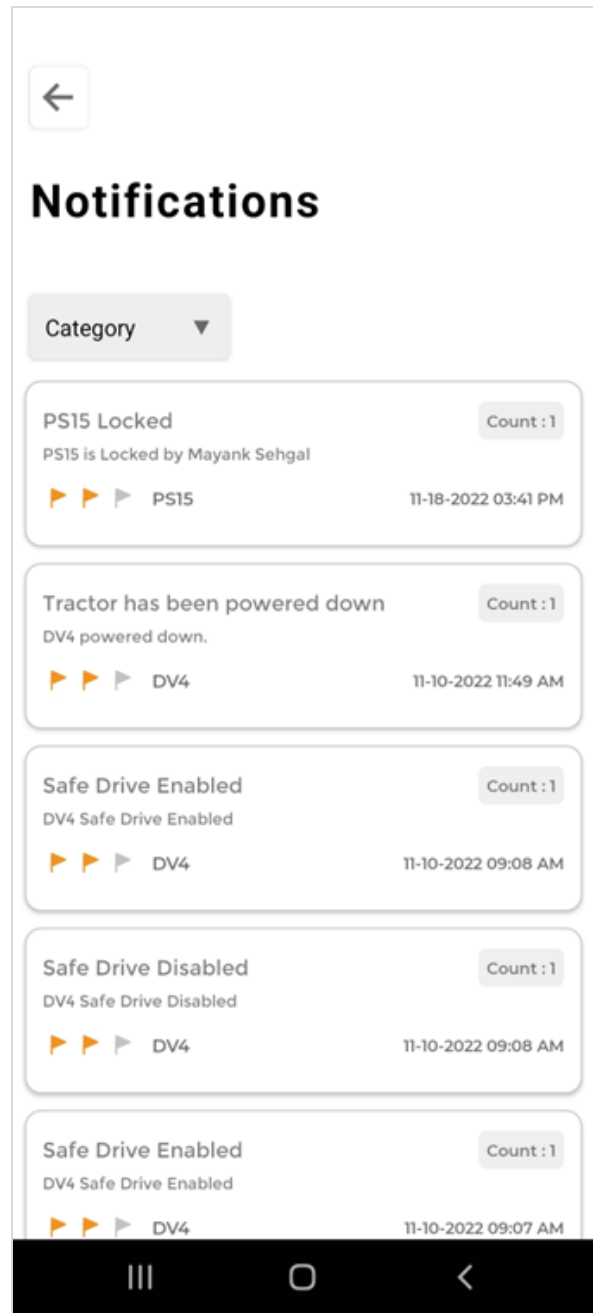 Notifications
Category
PS15 Locked Count : 1
PS15 is Locked by Mayank Sehgal
PS15 11-18-2022 03:41 PM
Tractor has been powered down Count : 1
DV4 powered down.
DV4 11-10-2022 11:49 AM
Safe Drive Enabled Count : 1
DV4 Safe Drive Enabled
DV4 11-10-2022 09:08 AM
Safe Drive Disabled Count : 1
DV4 Safe Drive Disabled
DV4 11-10-2022 09:08 AM
Safe Drive Enabled Count : 1
DV4 Safe Drive Enabled
DV4 11-10-2022 09:07 AM